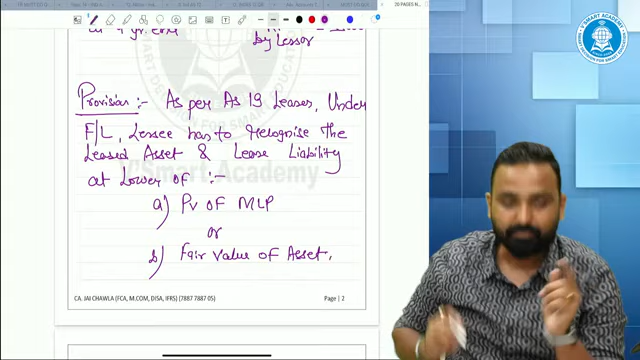 by Lessor
Provision:- As per As 19 Leases, Under
F/L, Lessee has to recognise the
Leased Asset & Lease Liability
at Lower of :-
a) PV OF MLP
or
b) Fair Value of Asset.
CA. JAI CHAWLA (FCA, M.COM, DISA, IFRS) (7887 7887 05)
Page | 2
V'Smart Academy